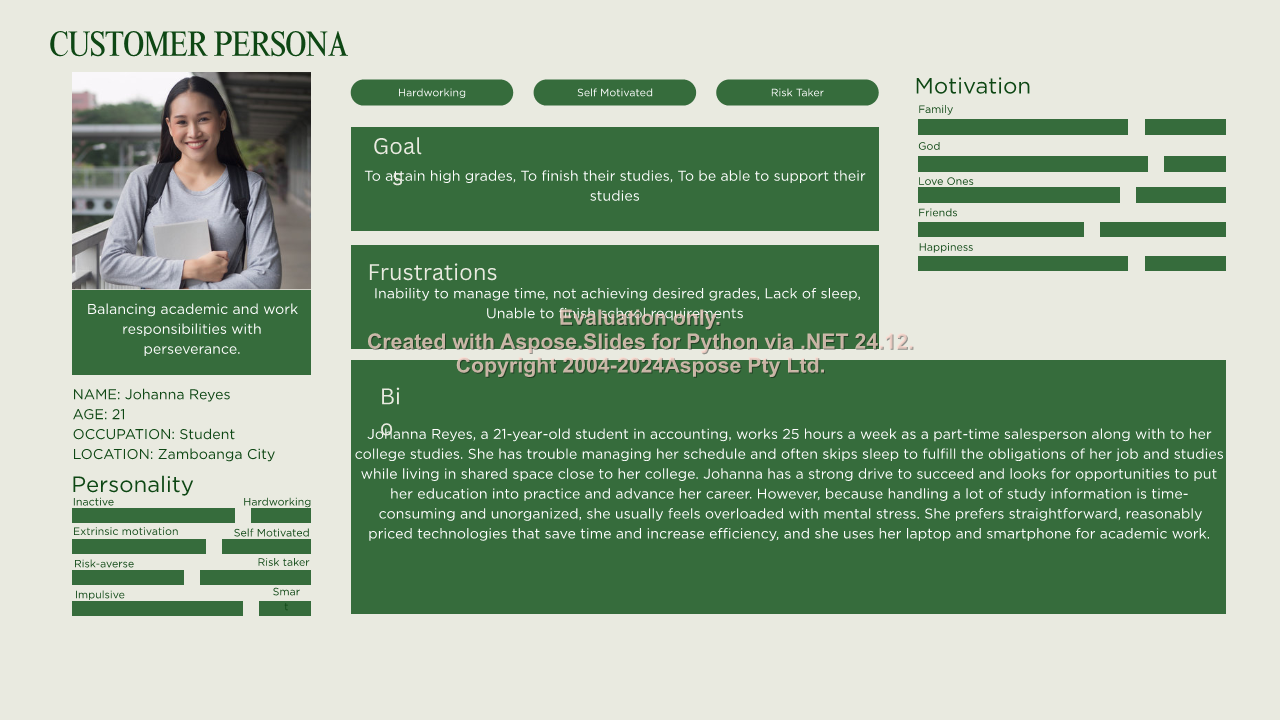 CUSTOMER PERSONA
Balancing academic and work
responsibilities with
perseverance.
NAME: Johanna Reyes
AGE: 21
OCCUPATION: Student
LOCATION: Zamboanga City
Personality
Inactive Hardworking
Extrinsic motivation Self Motivated
Risk-averse Risk taker
Impulsive Smar
t
Hardworking Self Motivated Risk Taker
Goal
s
To attain high grades, To finish their studies, To be able to support their
studies
Frustrations
Inability to manage time, not achieving desired grades, Lack of sleep,
Unable to finish school requirements
Evaluation only.
Created with Aspose.Slides for Python via .NET 24.12.
Copyright 2004-2024Aspose Pty Ltd.
Bi
o
Johanna Reyes, a 21-year-old student in accounting, works 25 hours a week as a part-time salesperson along with to her
college studies. She has trouble managing her schedule and often skips sleep to fulfill the obligations of her job and studies
while living in shared space close to her college. Johanna has a strong drive to succeed and looks for opportunities to put
her education into practice and advance her career. However, because handling a lot of study information is time-
consuming and unorganized, she usually feels overloaded with mental stress. She prefers straightforward, reasonably
priced technologies that save time and increase efficiency, and she uses her laptop and smartphone for academic work.
Motivation
Family
God
Love Ones
Friends
Happiness